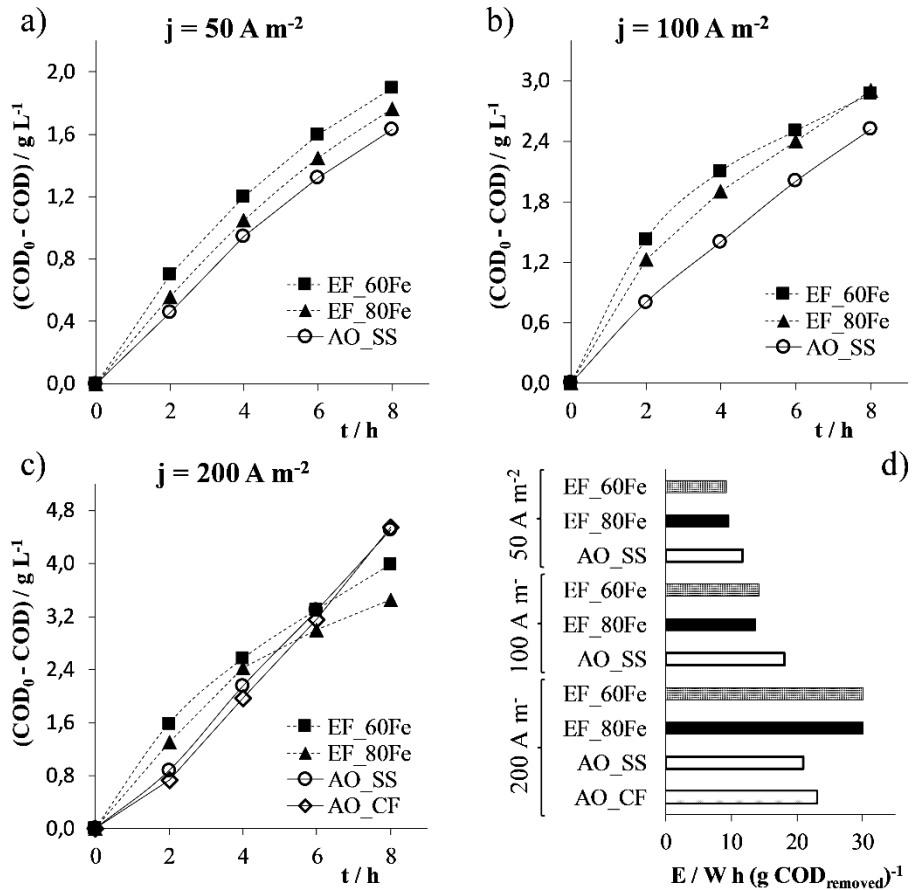 a)
j = 50 A m-2
(COD0 - COD) / g L-1
2,0
1,6
1,2
0,8
0,4
0,0
EF_60Fe
EF_80Fe
AO_SS
0 2 4 6 8
t / h
b)
j = 100 A m-2
(COD0 - COD) / g L-1
3,0
2,4
1,8
1,2
0,6
0,0
EF_60Fe
EF_80Fe
AO_SS
0 2 4 6 8
t / h
c)
j = 200 A m-2
(COD0 - COD) / g L-1
4,8
4,0
3,2
2,4
1,6
0,8
0,0
EF_60Fe
EF_80Fe
AO_SS
AO_CF
0 2 4 6 8
t / h
d)
50 A m-2
EF_60Fe
EF_80Fe
AO_SS
100 A m-
EF_60Fe
EF_80Fe
AO_SS
200 A m-
EF_60Fe
EF_80Fe
AO_SS
AO_CF
0 10 20 30
E / W h (g CODremoved)-1